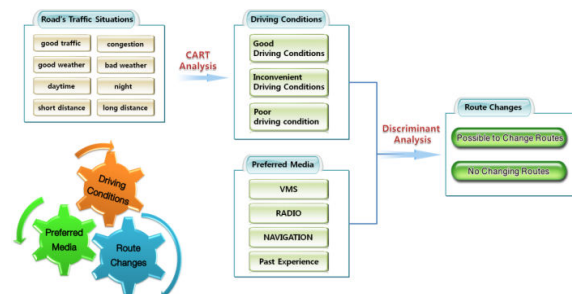 Road's Traffic Situations
good traffic
congestion
good weather
bad weather
daytime
night
short distance
long distance
CART
Analysis
Driving Conditions
Good
Driving Conditions
Inconvenient
Driving Conditions
Poor
driving condition
Preferred Media
VMS
RADIO
NAVIGATION
Past Experience
Discriminant
Analysis
Route Changes
Possible to Change Routes
No Changing Routes
Driving
Conditions
Preferred
Media
Route
Changes